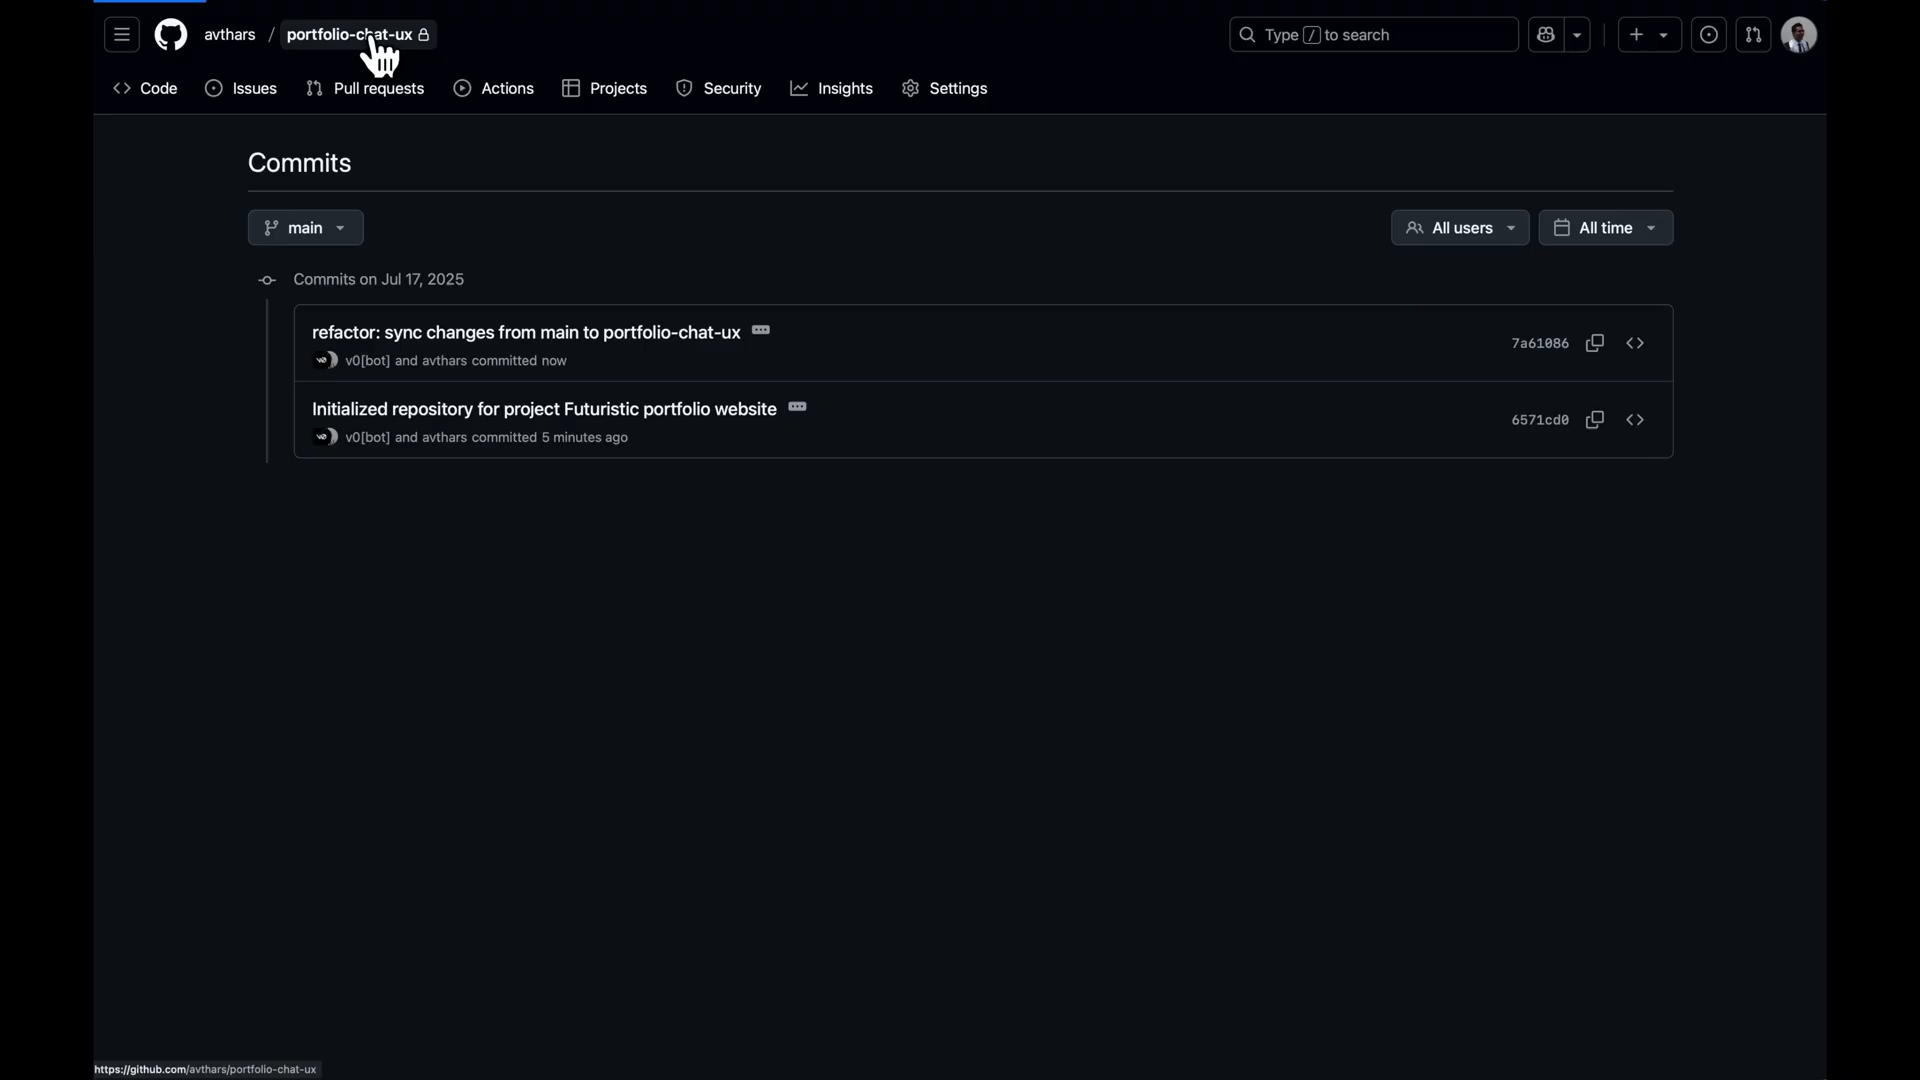 avthars / portfolio-chat-ux
Type / to search
Code
Issues
Pull requests
Actions
Projects
Security
Insights
Settings
Commits
main
All users
All time
Commits on Jul 17, 2025
refactor: sync changes from main to portfolio-chat-ux
v0[bot] and avthars committed now
7a61086
Initialized repository for project Futuristic portfolio website
v0[bot] and avthars committed 5 minutes ago
6571cd0
https://github.com/avthars/portfolio-chat-ux